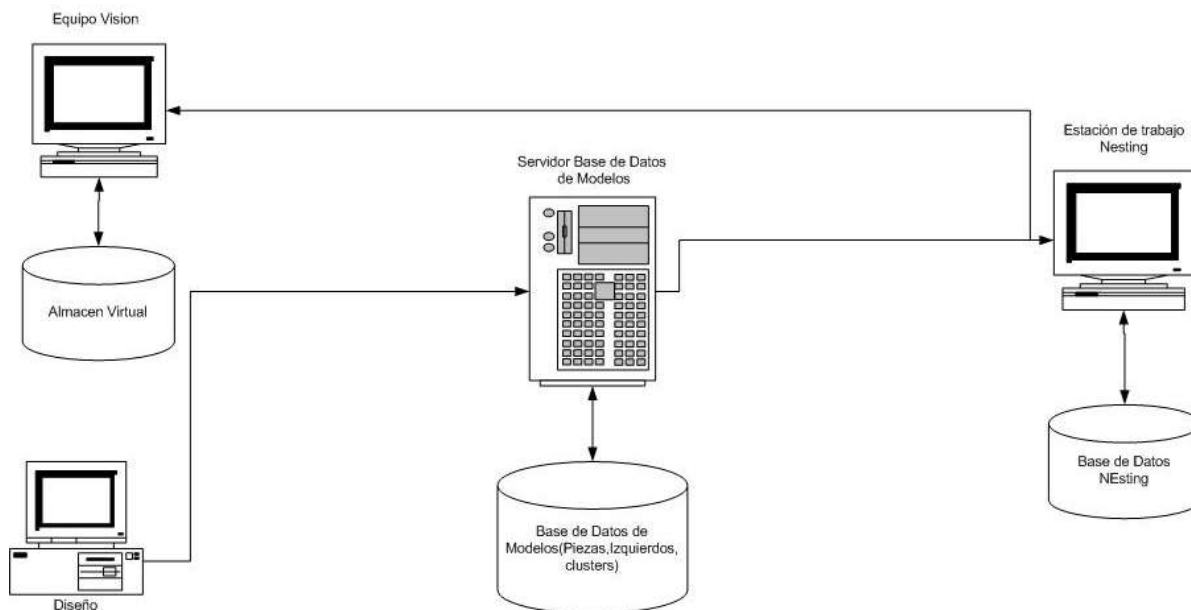 Equipo Vision
Estación de trabajo
Nesting
Servidor Base de Datos
de Modelos
Almacen Virtual
Base de Datos
NEsting
Base de Datos de
Modelos(Piezas,Izquierdos,
clusters)
Diseño